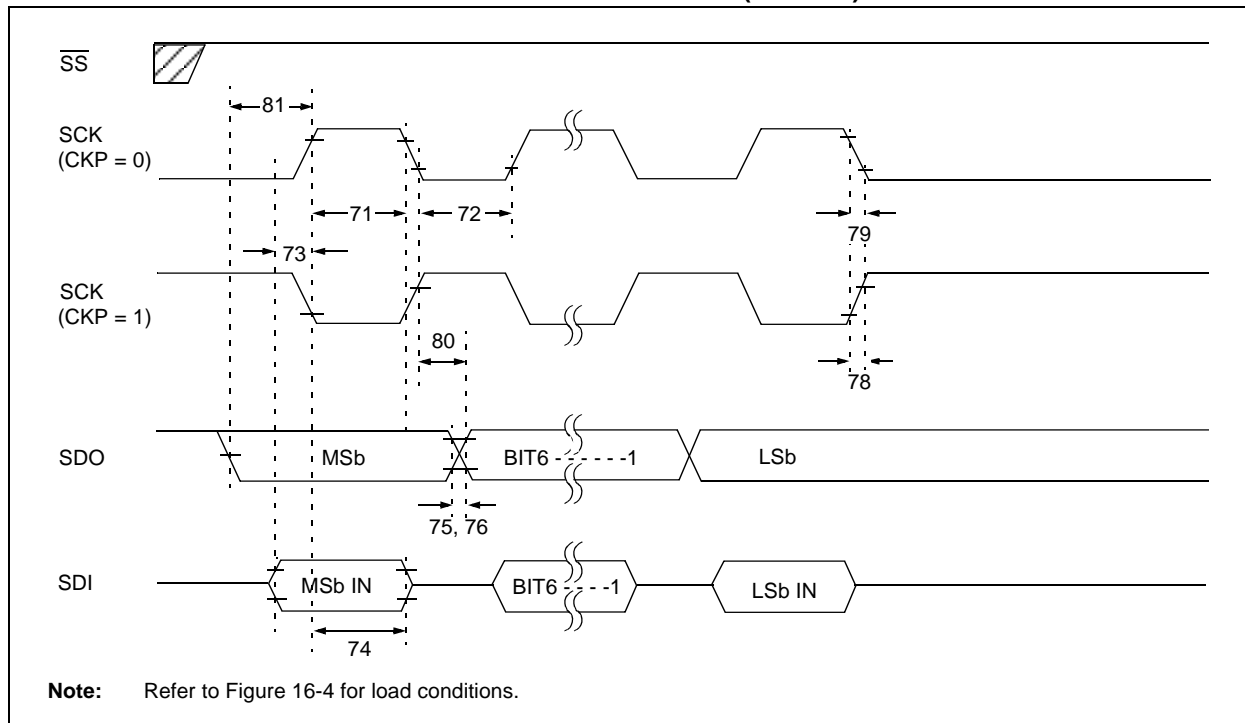 SS
81
SCK
(CKP = 0)
71
72
79
73
SCK
(CKP = 1)
80
78
SDO
MSb
BIT6 - - - - - -1
LSb
75, 76
SDI
MSb IN
BIT6 - - - -1
LSb IN
74
Note: Refer to Figure 16-4 for load conditions.